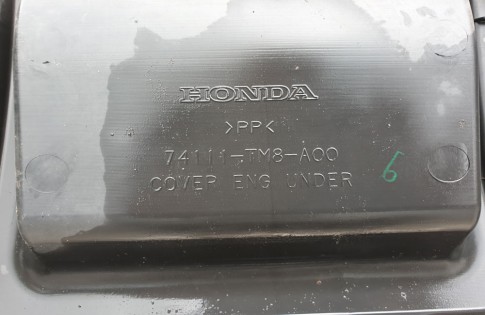 HONDA
>PP<
74111-TM8-A00
COVER ENG UNDER 6